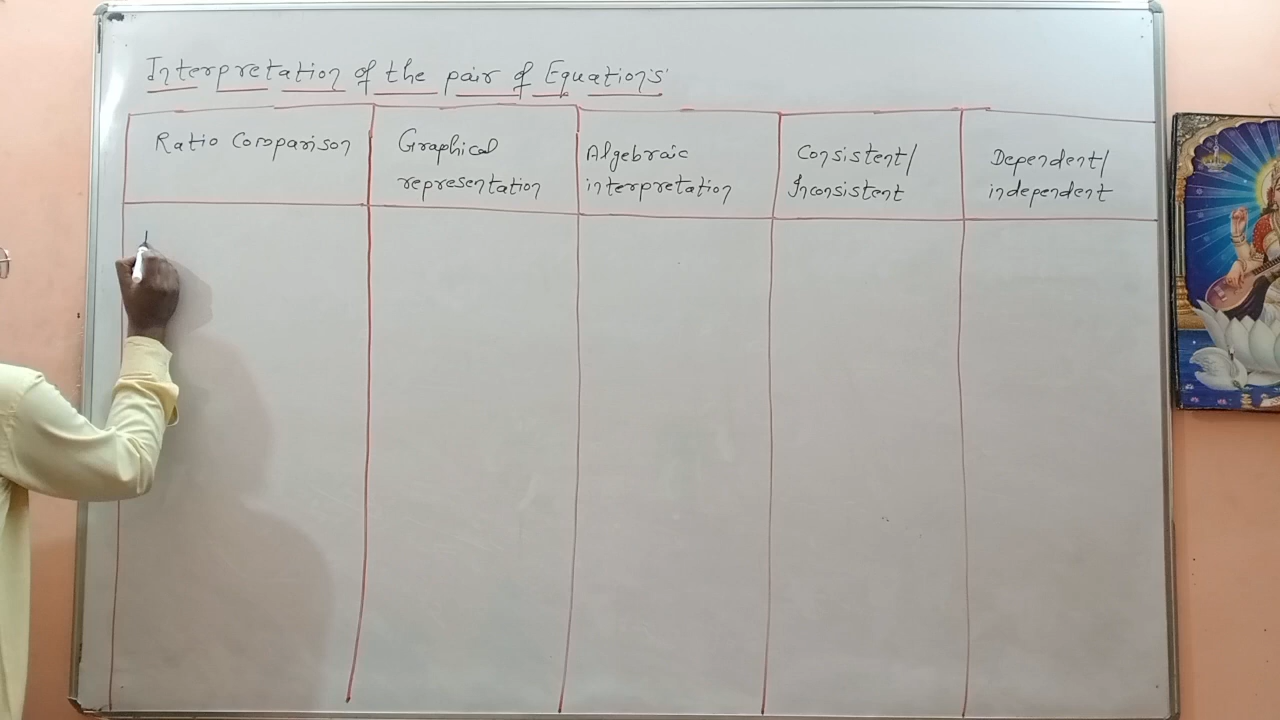 Interpretation of the pair of Equations
Ratio Comparison
Graphical
representation
Algebraic
interpretation
Consistent/
Inconsistent
Dependent/
independent